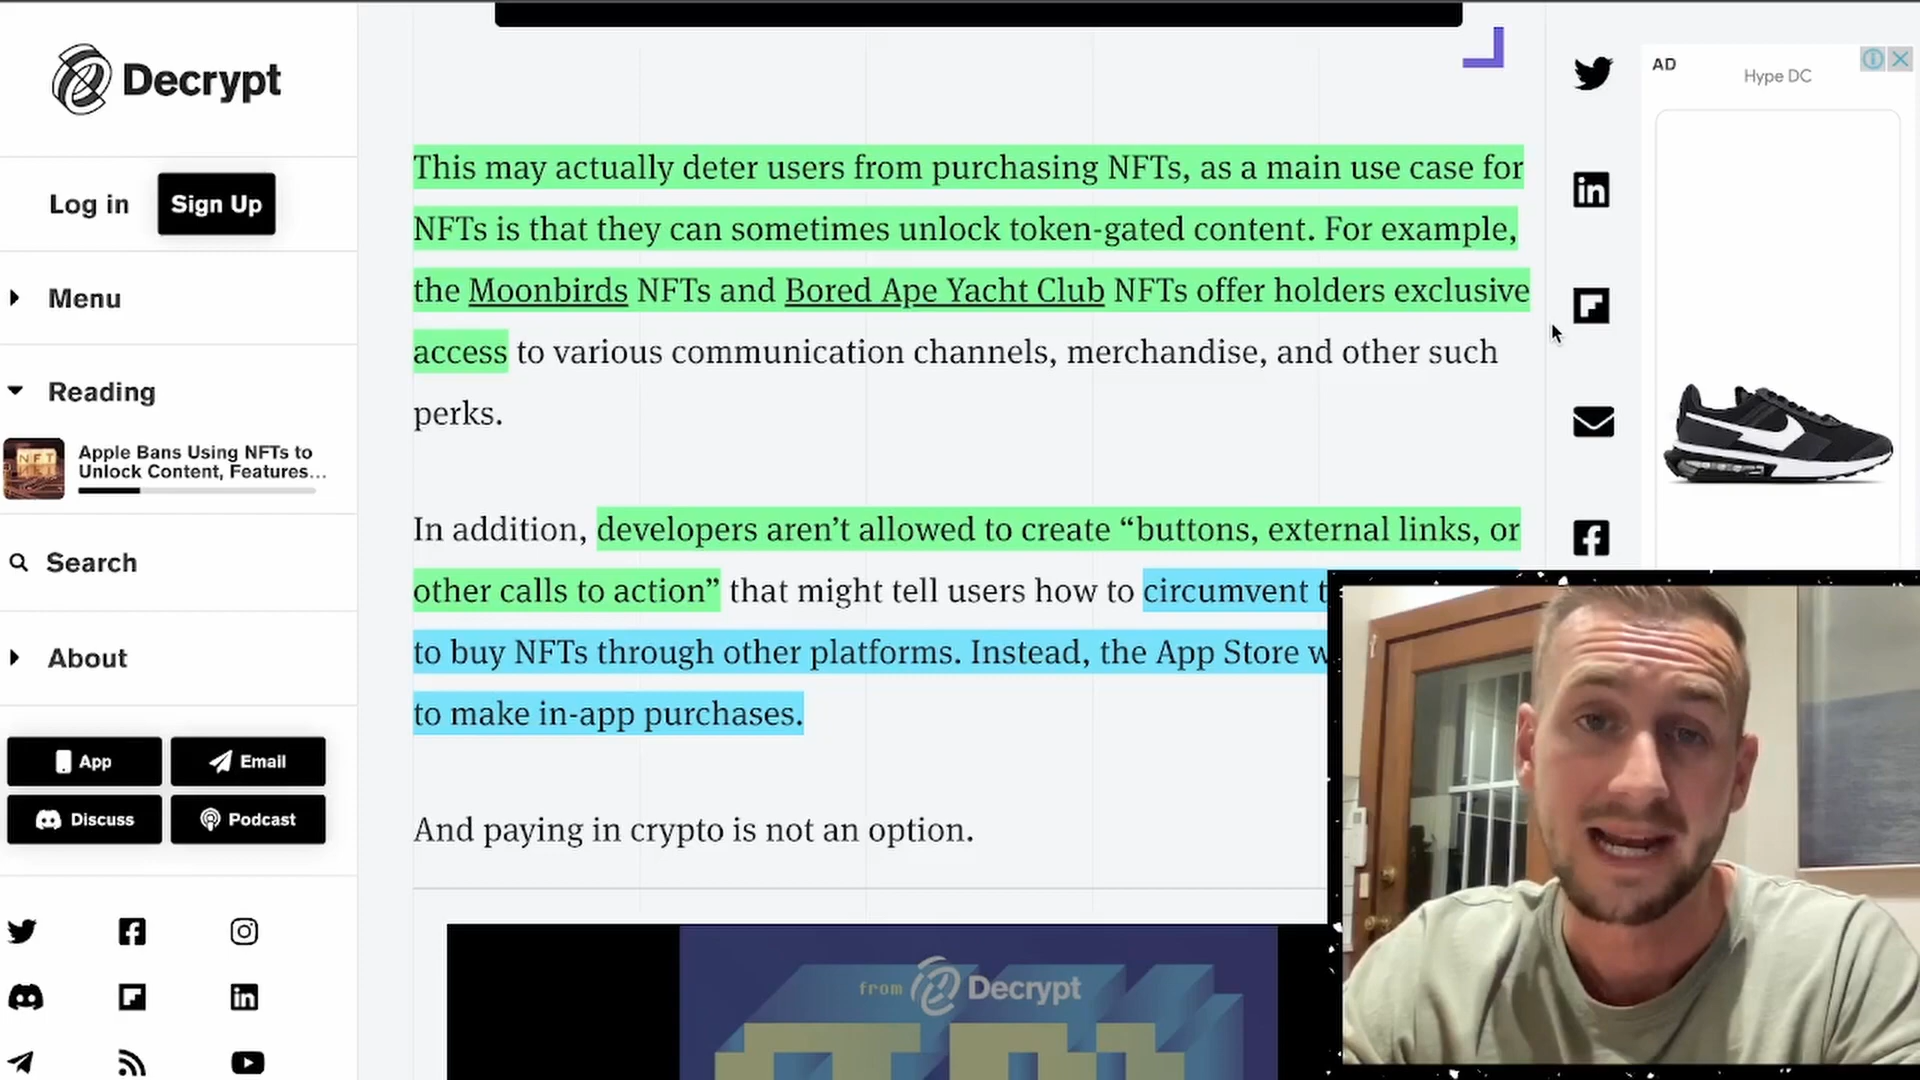 Decrypt
Log in
Sign Up
Menu
Reading
Apple Bans Using NFTs to
Unlock Content, Features...
Search
About
App
Email
Discuss
Podcast
This may actually deter users from purchasing NFTs, as a main use case for
NFTs is that they can sometimes unlock token-gated content. For example,
the Moonbirds NFTs and Bored Ape Yacht Club NFTs offer holders exclusive
access to various communication channels, merchandise, and other such
perks.
In addition, developers aren’t allowed to create “buttons, external links, or
other calls to action” that might tell users how to circumvent
to buy NFTs through other platforms. Instead, the App Store
to make in-app purchases.
And paying in crypto is not an option.
from Decrypt
AD
Hype DC